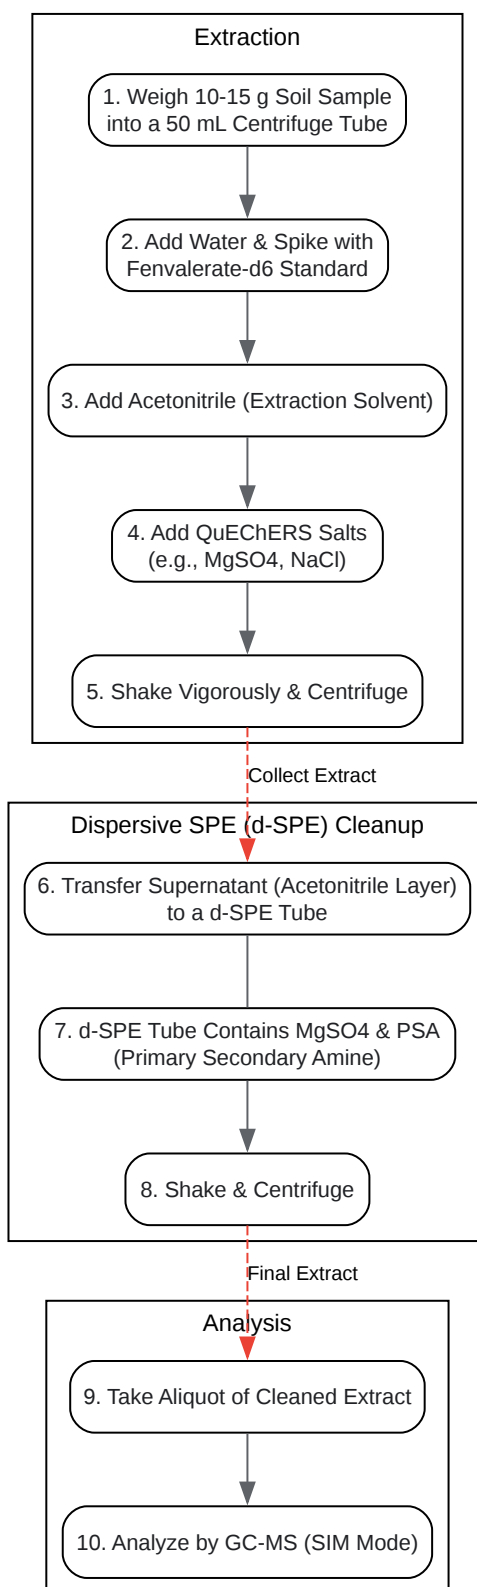 Extraction
1. Weigh 10-15 g Soil Sample
into a 50 mL Centrifuge Tube
2. Add Water & Spike with
Fenvalerate-d6 Standard
3. Add Acetonitrile (Extraction Solvent)
4. Add QuEChERS Salts
(e.g., MgSO4, NaCl)
5. Shake Vigorously & Centrifuge
Collect Extract
Dispersive SPE (d-SPE) Cleanup
6. Transfer Supernatant (Acetonitrile Layer)
to a d-SPE Tube
7. d-SPE Tube Contains MgSO4 & PSA
(Primary Secondary Amine)
8. Shake & Centrifuge
Final Extract
Analysis
9. Take Aliquot of Cleaned Extract
10. Analyze by GC-MS (SIM Mode)